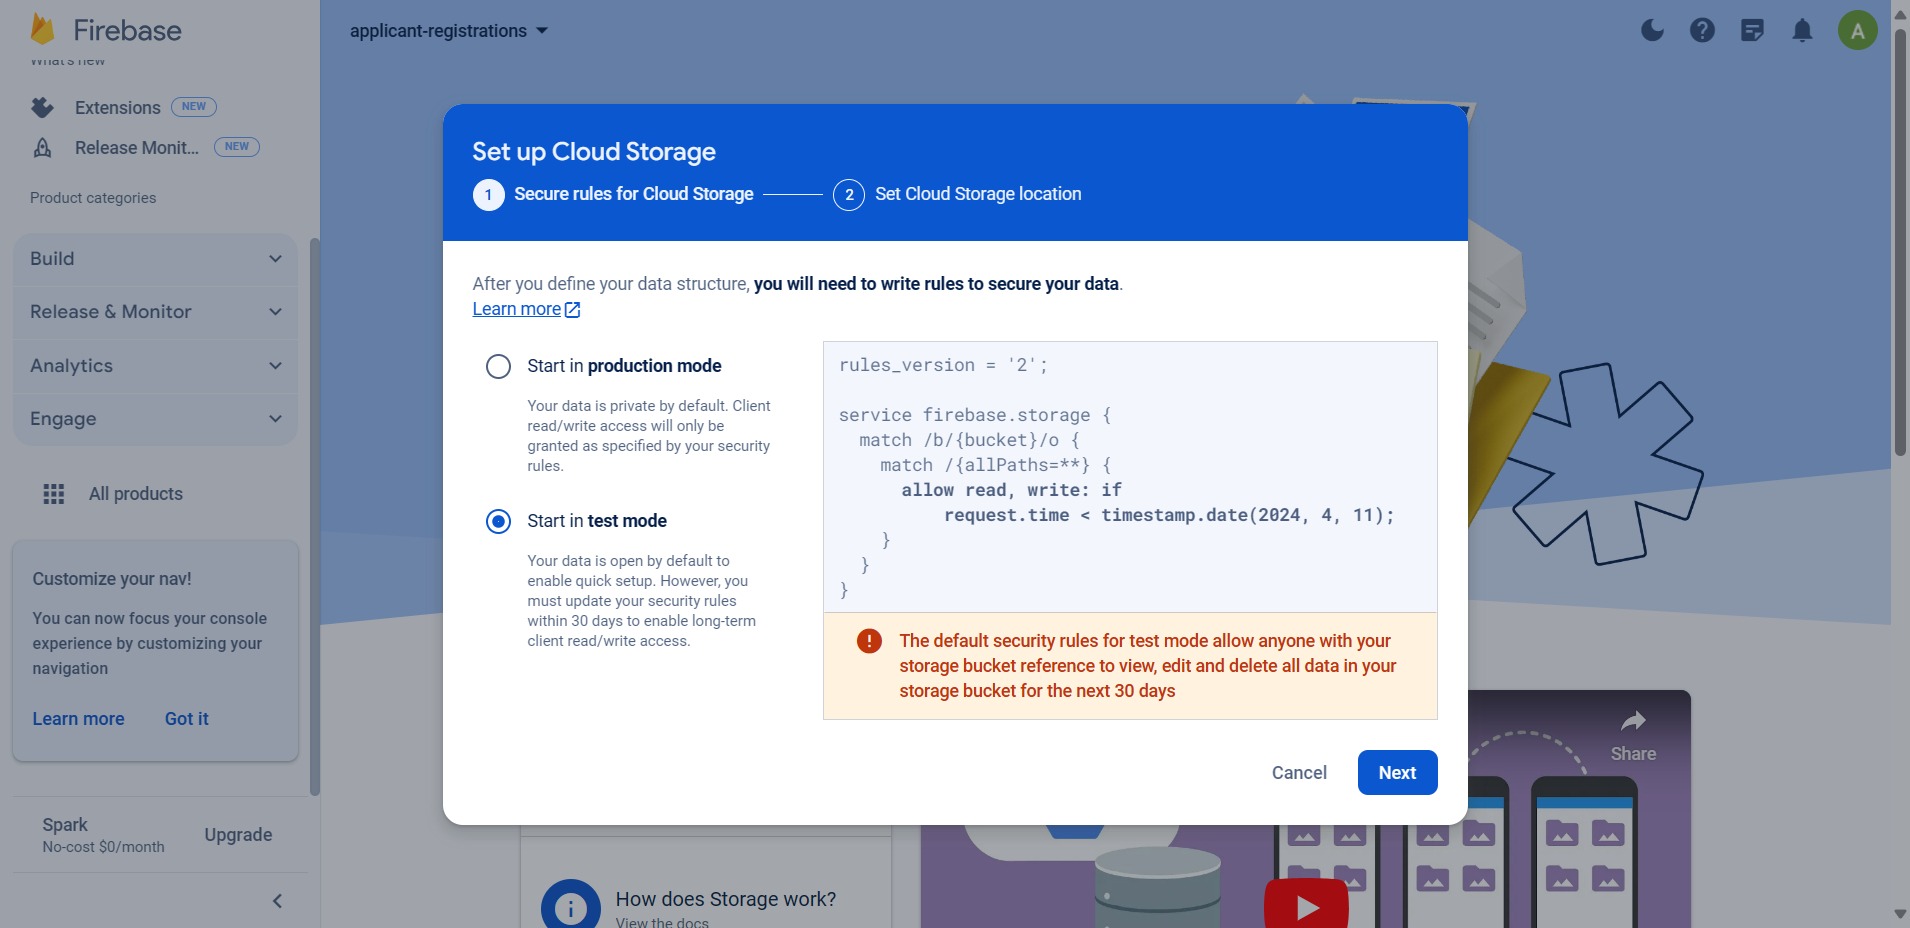 Firebase
applicant-registrations
A
What's new
Extensions NEW
Release Monit... NEW
Product categories
Build
Release & Monitor
Analytics
Engage
All products
Customize your nav!
You can now focus your console
experience by customizing your
navigation
Learn more Got it
Spark
No-cost $0/month
Upgrade
Set up Cloud Storage
1 Secure rules for Cloud Storage 2 Set Cloud Storage location
After you define your data structure, you will need to write rules to secure your data.
Learn more
Start in production mode
Your data is private by default. Client
read/write access will only be
granted as specified by your security
rules.
Start in test mode
Your data is open by default to
enable quick setup. However, you
must update your security rules
within 30 days to enable long-term
client read/write access.
rules_version = '2';
service firebase.storage {
match /b/{bucket}/o {
match /{allPaths=**} {
allow read, write: if
request.time < timestamp.date(2024, 4, 11);
}
}
}
The default security rules for test mode allow anyone with your
storage bucket reference to view, edit and delete all data in your
storage bucket for the next 30 days
Cancel Next
Share
How does Storage work?
View the docs